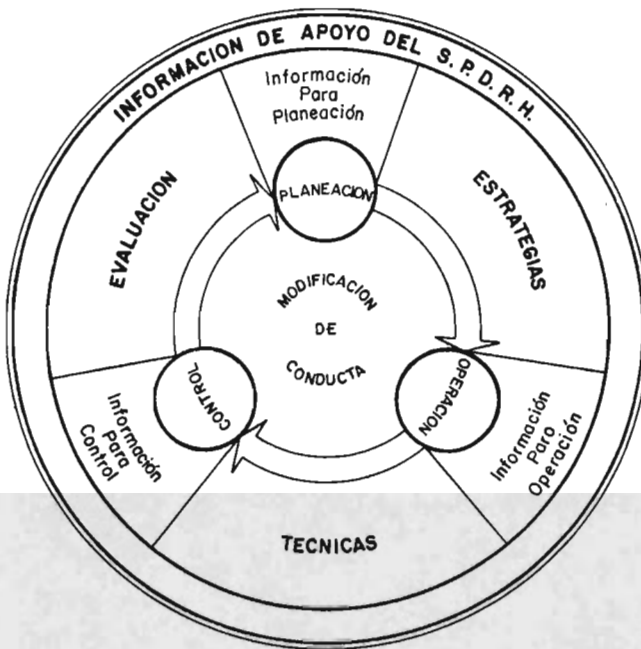 INFORMACION DE APOYO DEL S.P.D.R.H.
Información
Para
Planeación
PLANEACION
EVALUACION
ESTRATEGIAS
MODIFICACION
DE
CONDUCTA
CONTROL
OPERACION
Información
Para
Control
Información
Para
Operación
TECNICAS